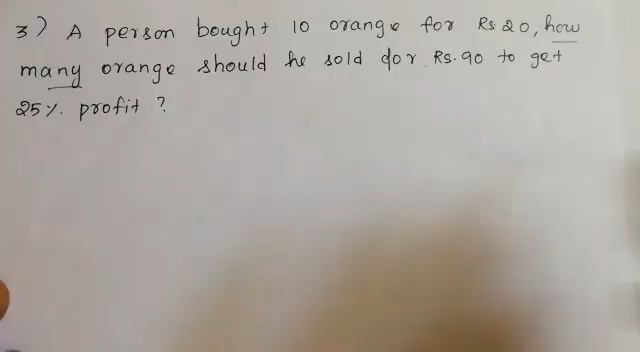 3) A person bought 10 orange for Rs 20, how
many orange should he sold for Rs. 90 to get
25%. profit ?